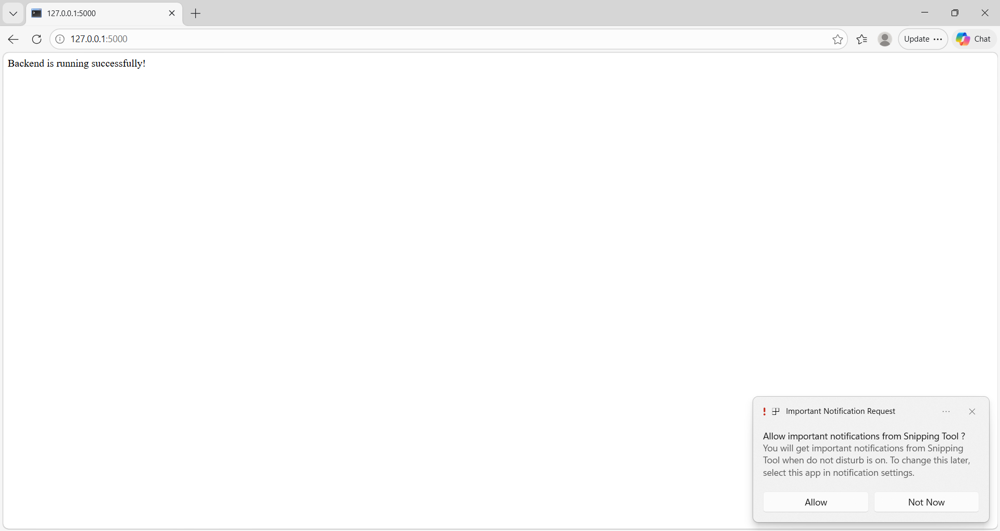 127.0.0.1:5000
127.0.0.1:5000
Update
Chat
Backend is running successfully!
Important Notification Request
Allow important notifications from Snipping Tool ?
You will get important notifications from Snipping
Tool when do not disturb is on. To change this later,
select this app in notification settings.
Allow
Not Now